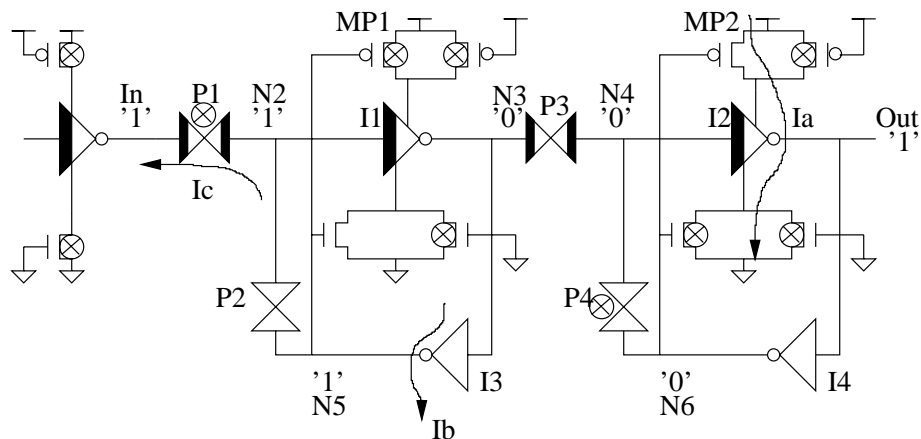 MP1
MP2
In
'1'
P1
N2
'1'
I1
N3
'0'
P3
N4
'0'
I2
Ia
Out
'1'
Ic
P2
P4
'1'
N5
I3
Ib
'0'
N6
I4